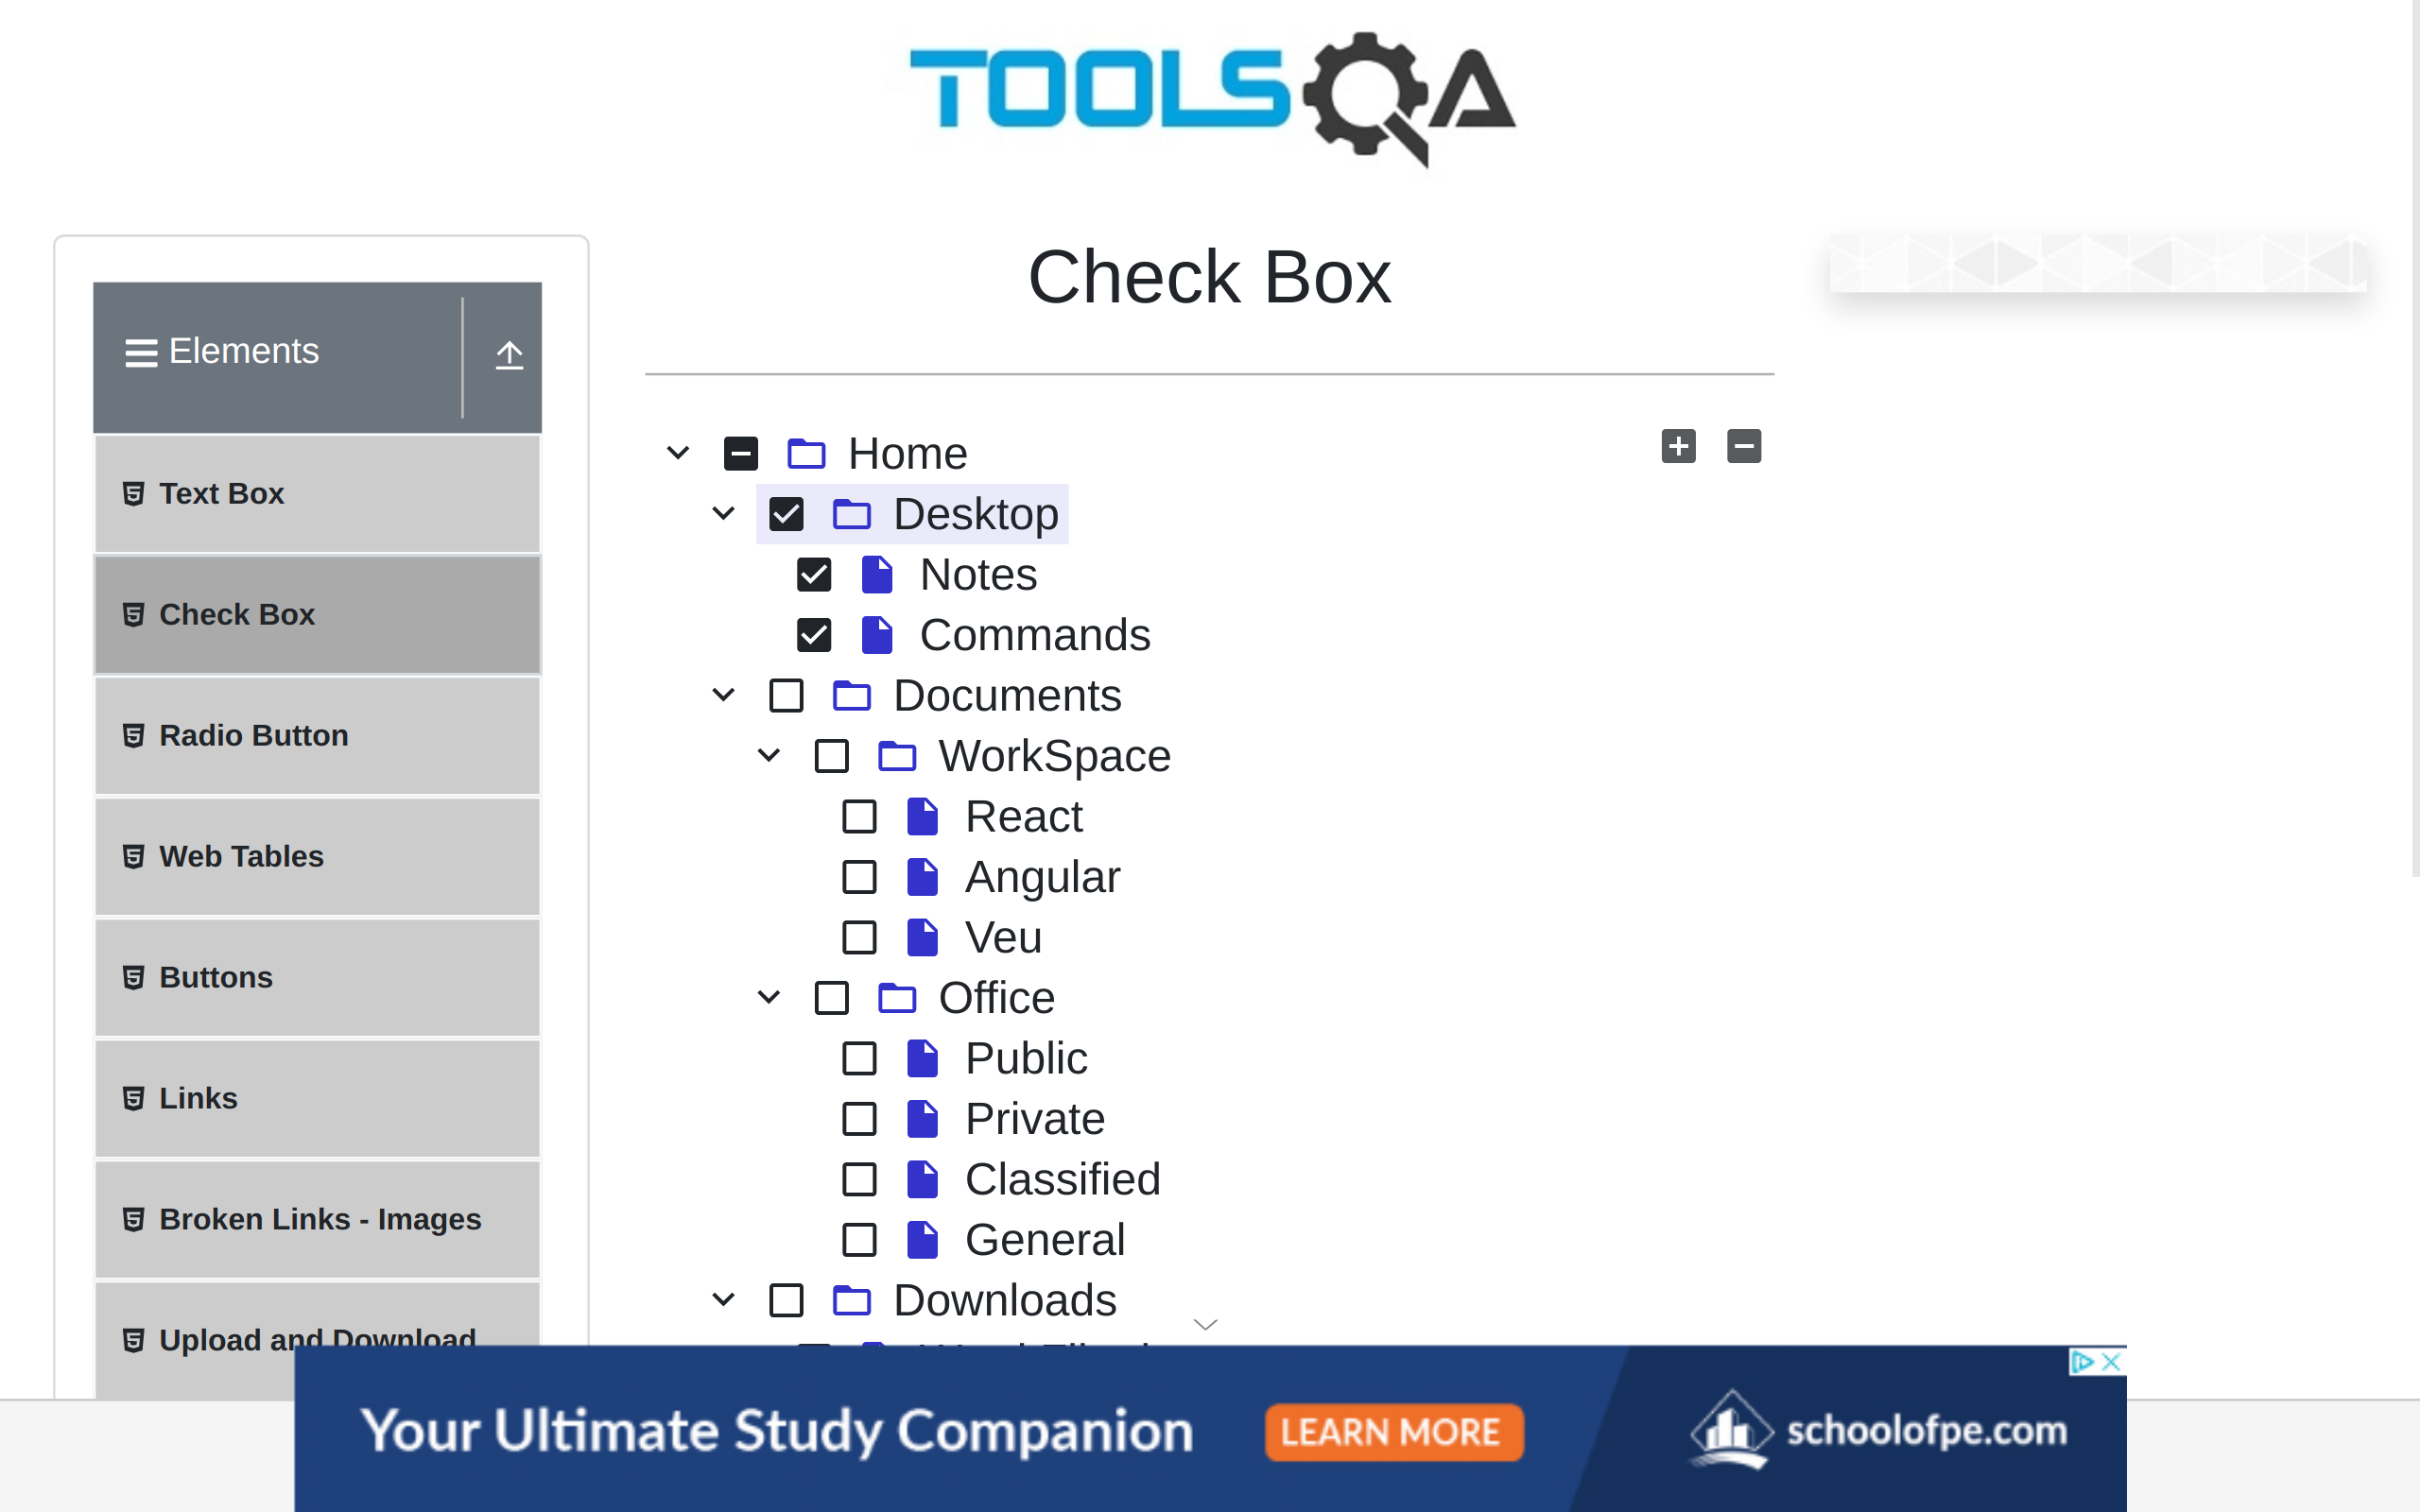 TOOLSQA
Check Box
Elements
Text Box
Check Box
Radio Button
Web Tables
Buttons
Links
Broken Links - Images
Upload and Download
Home
Desktop
Notes
Commands
Documents
WorkSpace
React
Angular
Veu
Office
Public
Private
Classified
General
Downloads
Your Ultimate Study Companion
LEARN MORE
schoolofpe.com